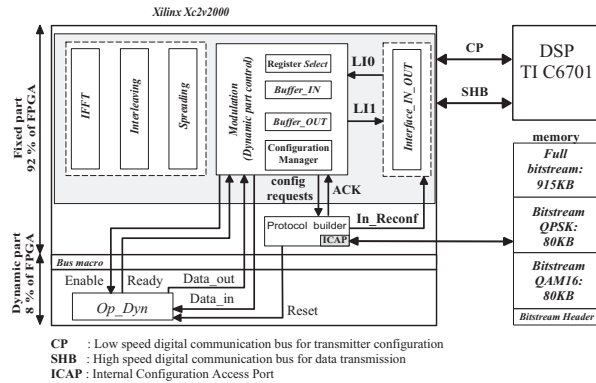 Xilinx Xc2v2000
Fixed part
92 % of FPGA
Dynamic part
8 % of FPGA
IFFT
Interleaving
Spreading
Modulation
(Dynamic part control)
Register Select
Buffer_IN
Buffer_OUT
Configuration
Manager
LI0
LI1
Interface_IN_OUT
CP
SHB
DSP
TI C6701
memory
Full
bitstream:
915KB
Bitstream
QPSK:
80KB
Bitstream
QAM16:
80KB
Bitstream Header
config
requests
ACK
In_Reconf
Protocol builder
ICAP
Bus macro
Enable
Ready
Data_out
Data_in
Reset
Op_Dyn
CP : Low speed digital communication bus for transmitter configuration
SHB : High speed digital communication bus for data transmission
ICAP : Internal Configuration Access Port